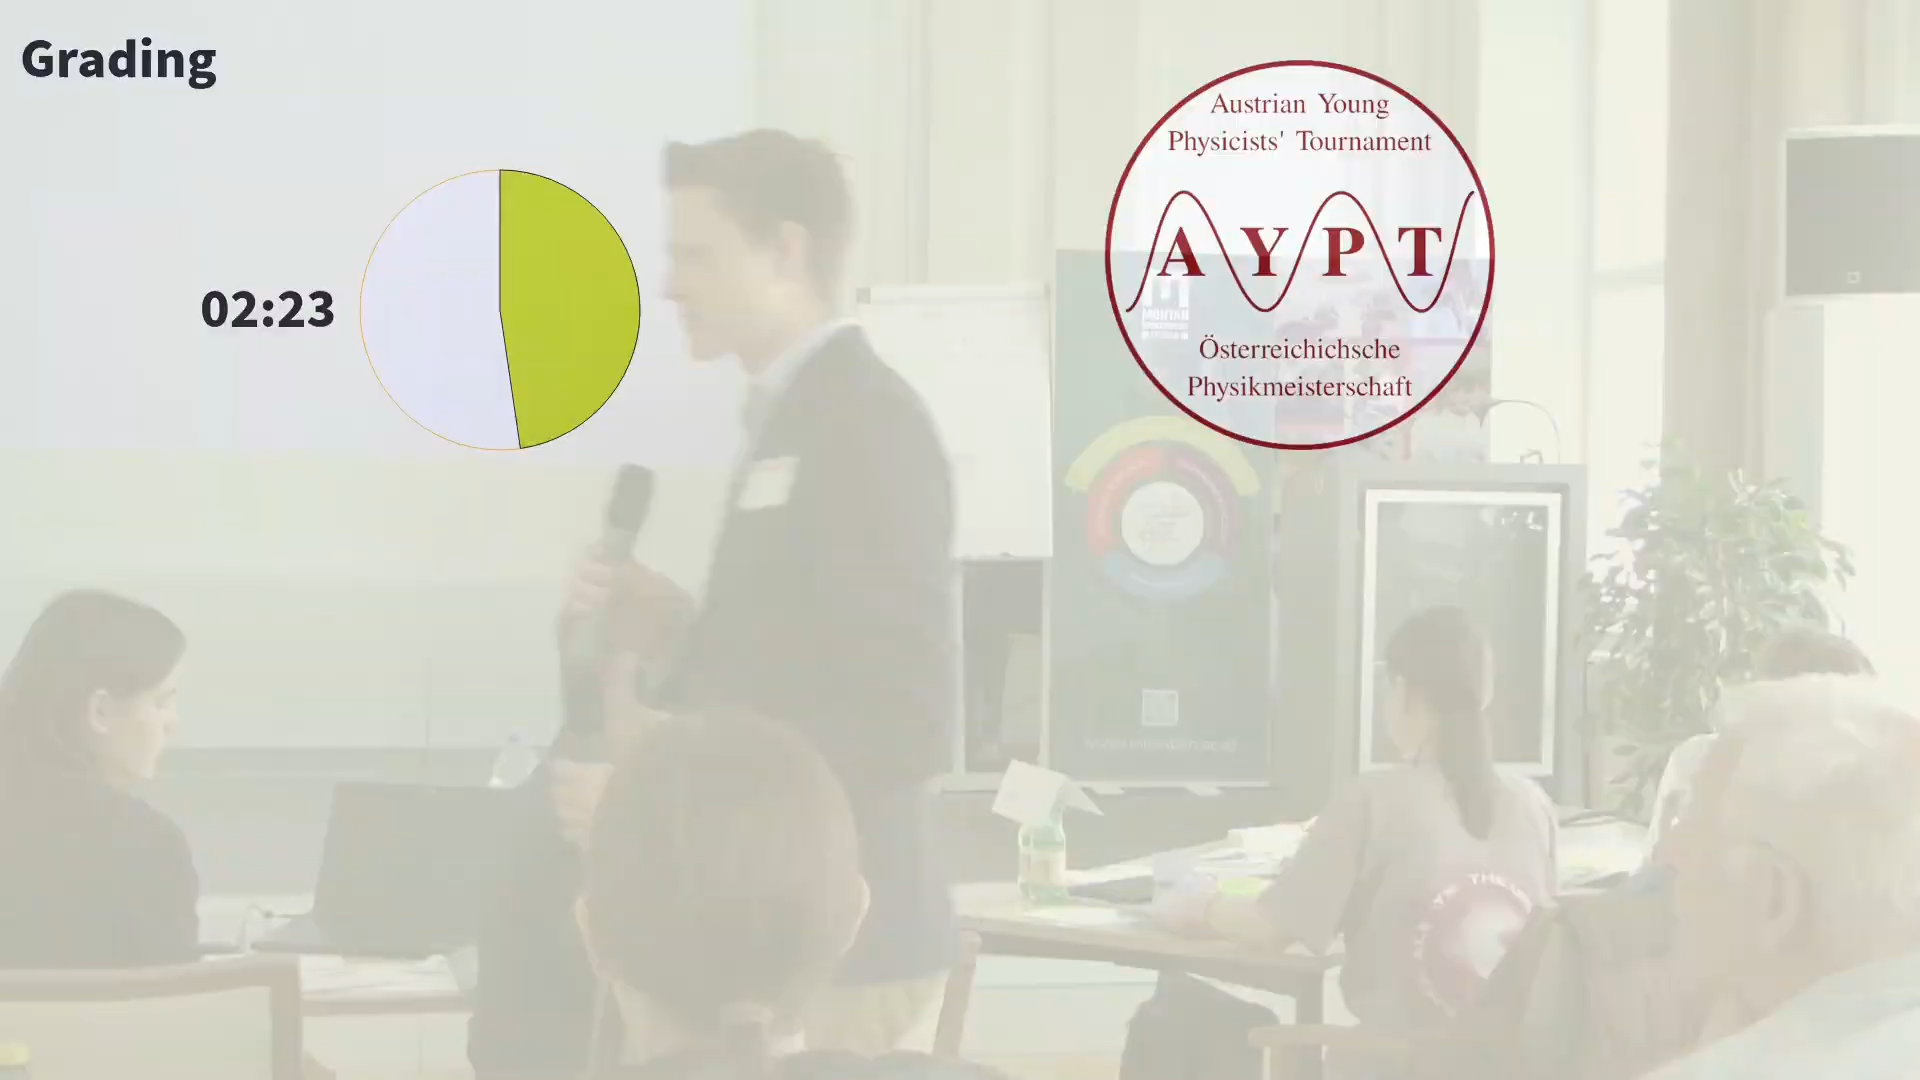 Grading
Austrian Young
Physicists' Tournament
A Y P T
02:23
Österreichichsche
Physikmeisterschaft